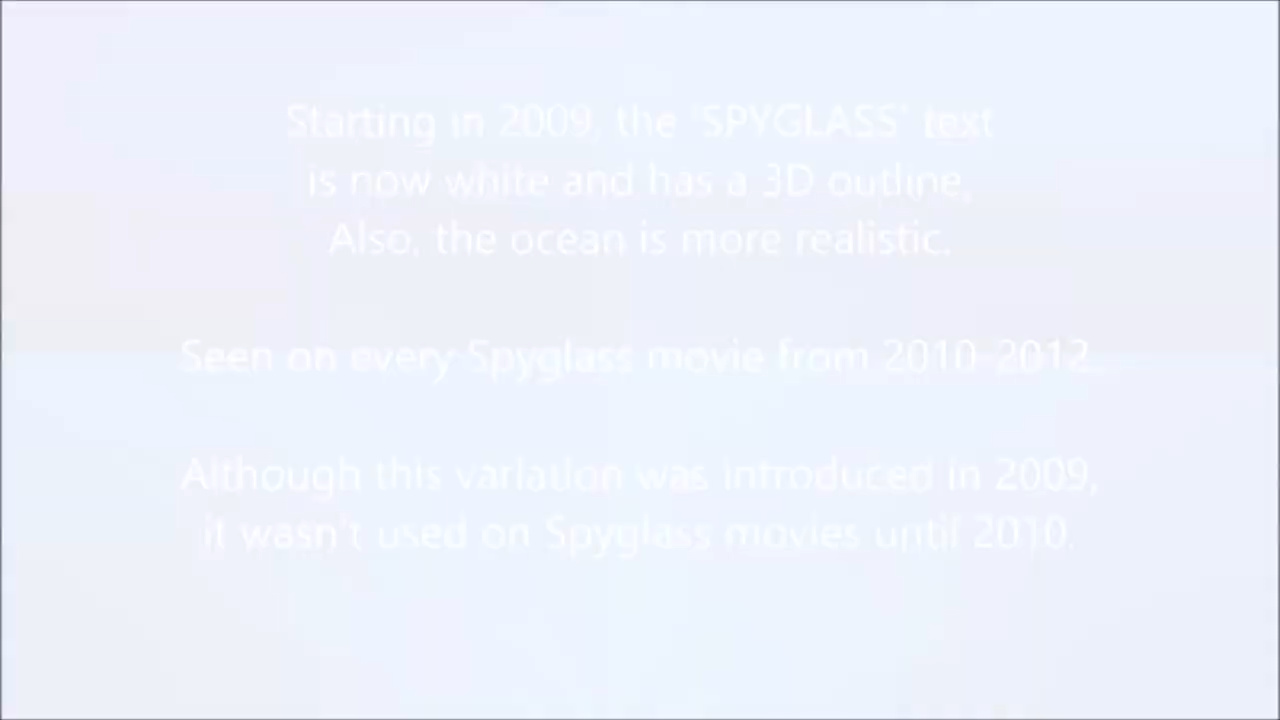 Starting in 2009, the 'SPYGLASS' text
is now white and has a 3D outline,
Also, the ocean is more realistic.
Seen on every Spyglass movie from 2010-2012.
Although this variation was introduced in 2009,
it wasn't used on Spyglass movies until 2010.